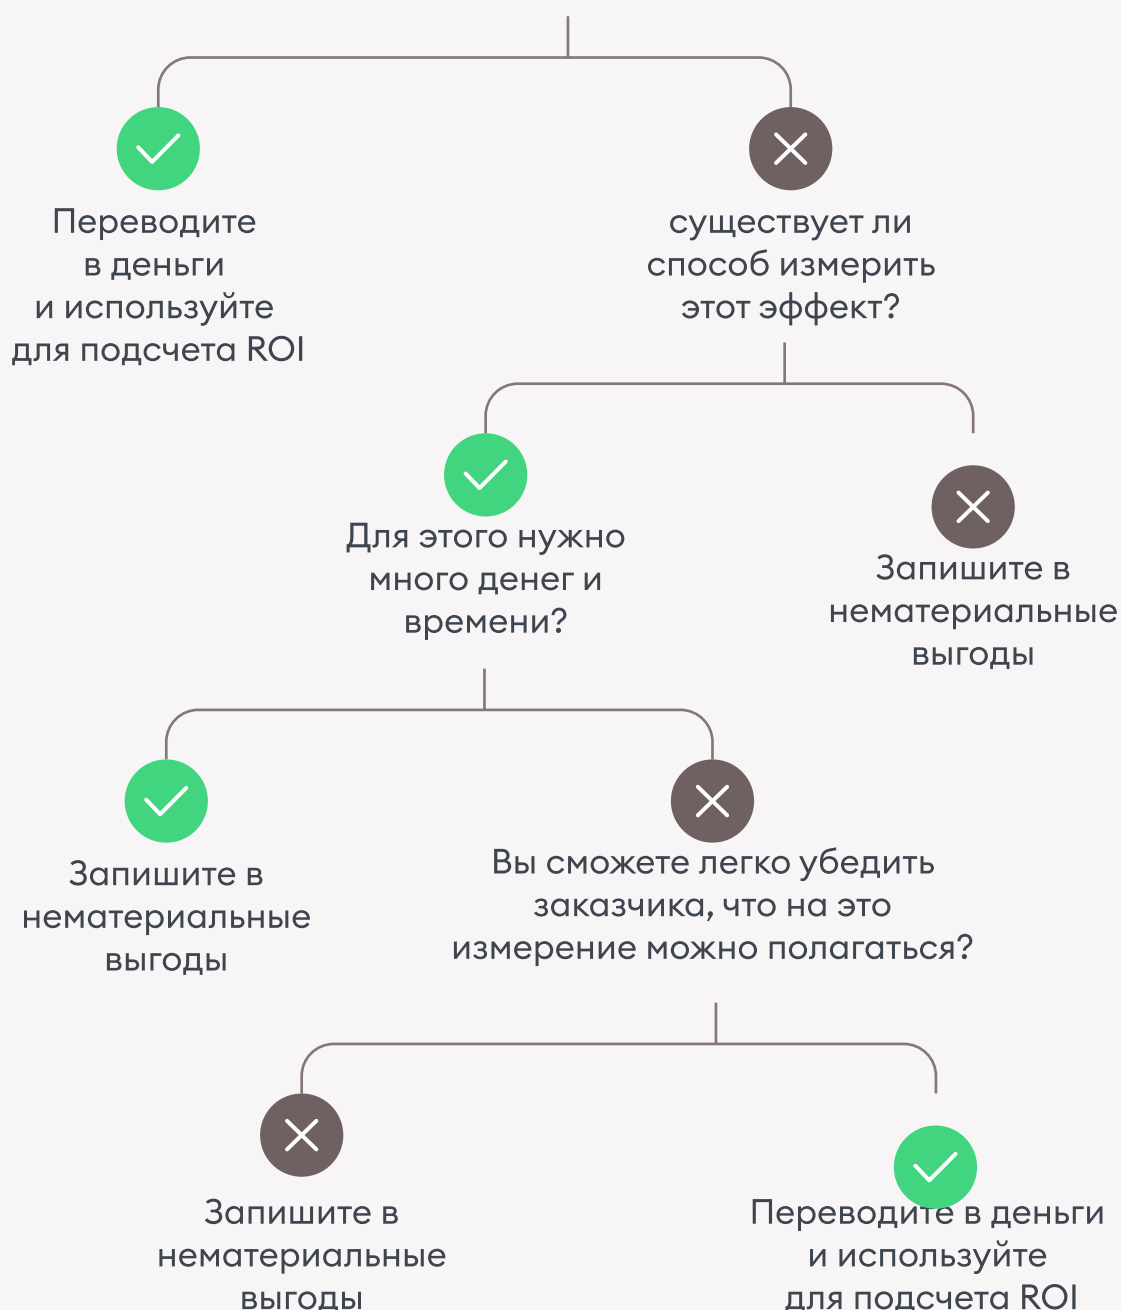 Переводите
в деньги
и используйте
для подсчета ROI
существует ли
способ измерить
этот эффект?
Для этого нужно
много денег и
времени?
Запишите в
нематериальные
выгоды
Запишите в
нематериальные
выгоды
Вы сможете легко убедить
заказчика, что на это
измерение можно полагаться?
Запишите в
нематериальные
выгоды
Переводите в деньги
и используйте
для подсчета ROI